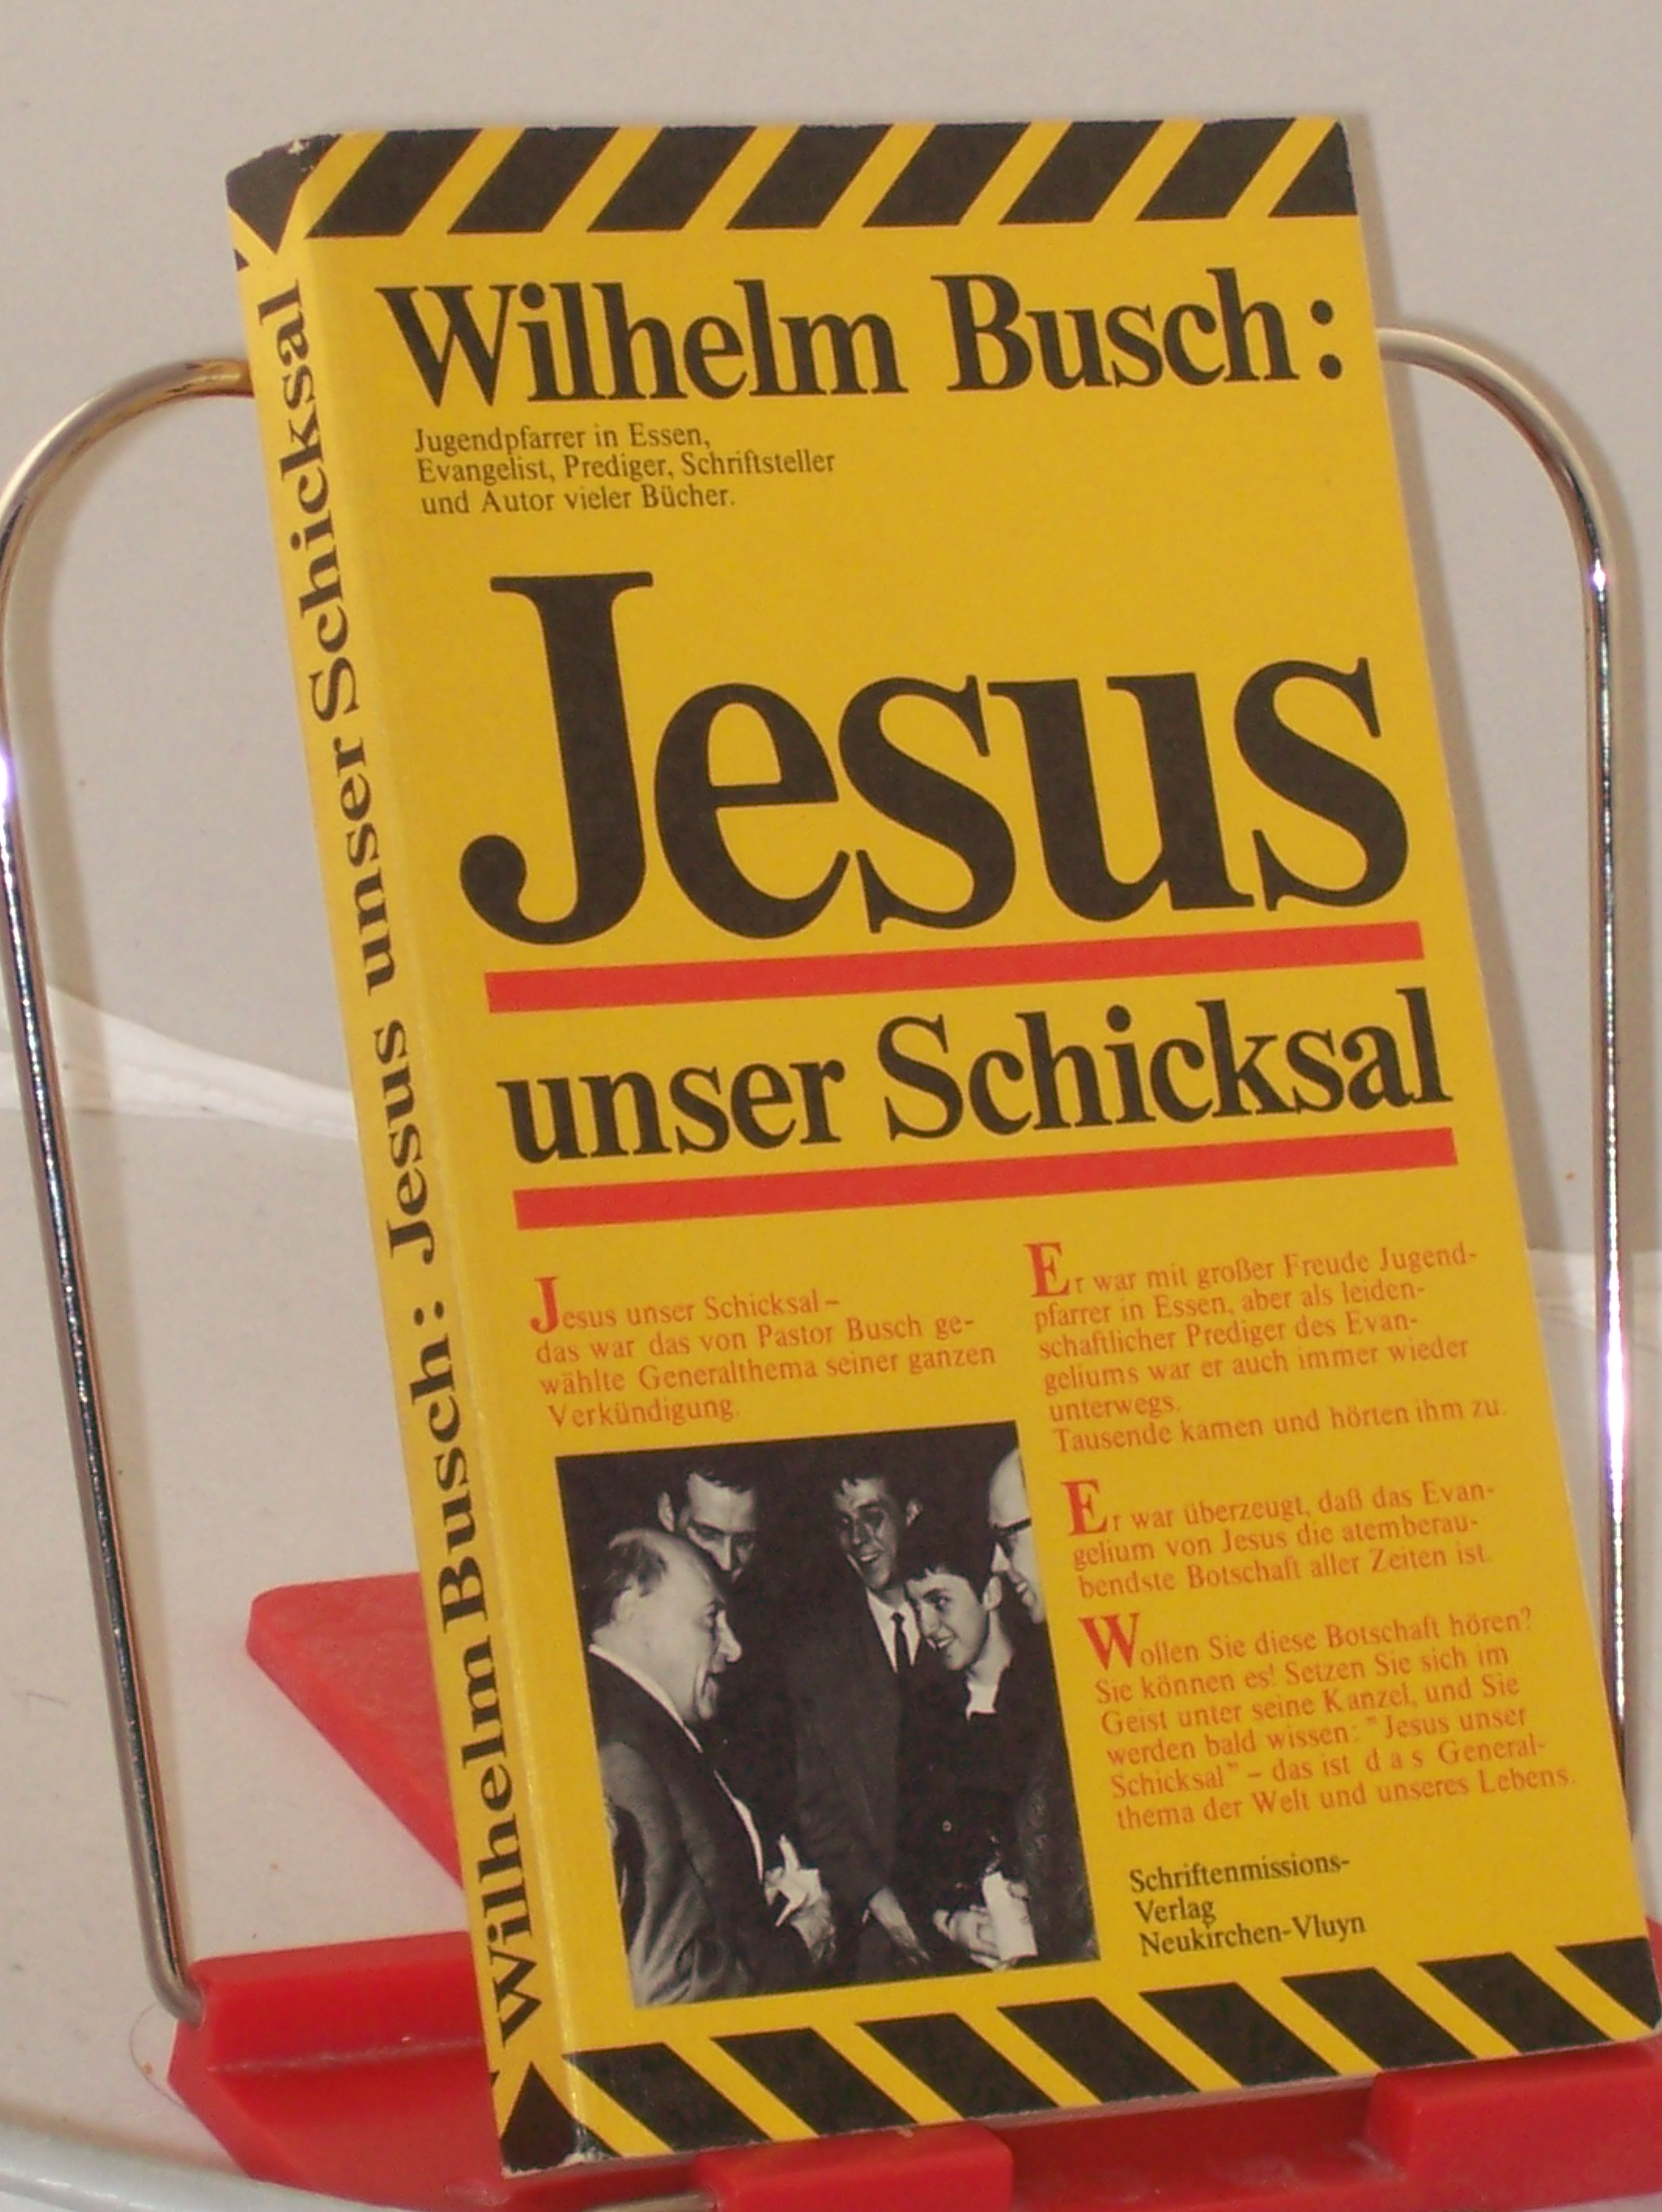 Wilhelm Busch: Jesus unser Schicksal
Wilhelm Busch:
Jugendpfarrer in Essen,
Evangelist, Prediger, Schriftsteller
und Autor vieler Bücher.
Jesus
unser Schicksal
Jesus unser Schicksal –
das war das von Pastor Busch ge-
wählte Generalthema seiner ganzen
Verkündigung.
Er war mit großer Freude Jugend-
pfarrer in Essen, aber als leiden-
schaftlicher Prediger des Evan-
geliums war er auch immer wieder
unterwegs.
Tausende kamen und hörten ihm zu.
Er war überzeugt, daß das Evan-
gelium von Jesus die atemberau-
bendste Botschaft aller Zeiten ist.
Wollen Sie diese Botschaft hören?
Sie können es! Setzen Sie sich im
Geist unter seine Kanzel, und Sie
werden bald wissen: "Jesus unser
Schicksal" – das ist d a s General-
thema der Welt und unseres Lebens.
Schriftenmissions-
Verlag
Neukirchen-Vluyn